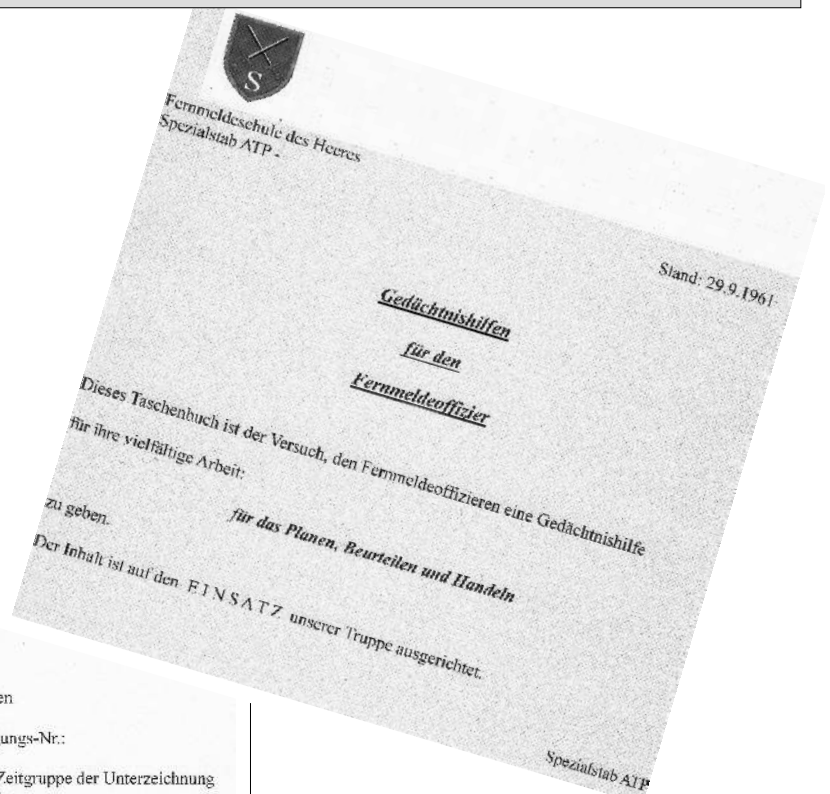 S
Fernmeldeschule des Heeres
Spezialstab ATP -
Stand: 29.9.1961
Gedächtnishilfen
für den
Fernmeldeoffizier
Dieses Taschenbuch ist der Versuch, den Fernmeldeoffizieren eine Gedächtnishilfe
für ihre vielfältige Arbeit:
für das Planen, Beurteilen und Handeln
zu geben.
Der Inhalt ist auf den E I N S A T Z unserer Truppe ausgerichtet.
Spezialstab ATP
en
ungs-Nr.:
Zeitgruppe der Unterzeichnung